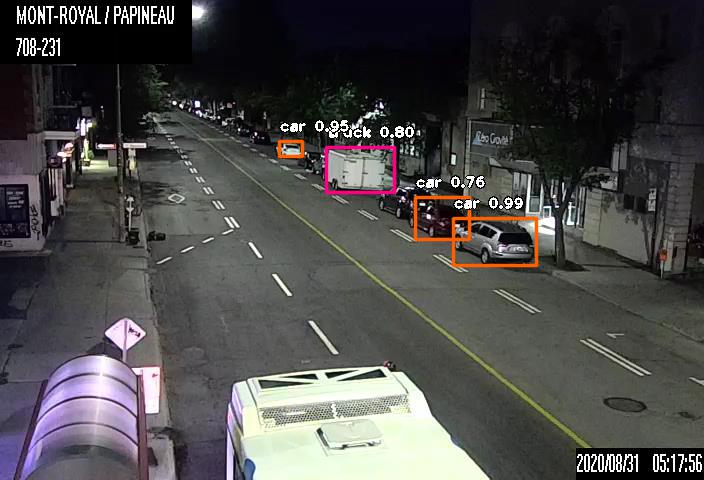 MONT-ROYAL / PAPINEAU
708-231
car 0.95
truck 0.80
car 0.76
car 0.99
2020/08/31 05:17:56